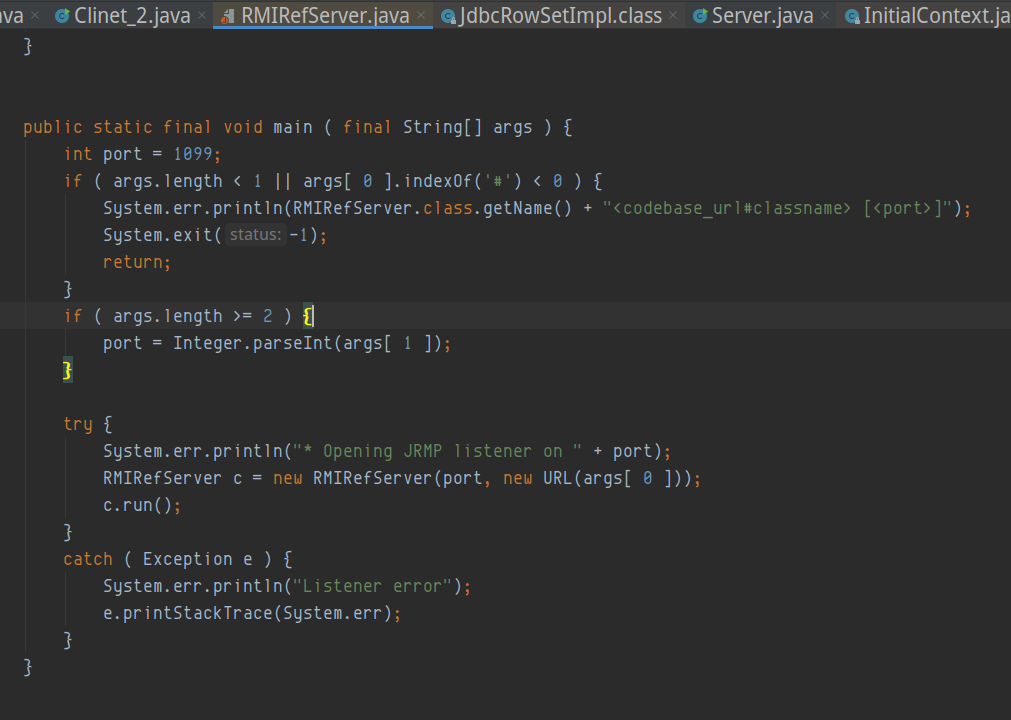 ava × Clinet_2.java × RMIRefServer.java × JdbcRowSetImpl.class × Server.java × InitialContext.ja
}
public static final void main ( final String[] args ) {
int port = 1099;
if ( args.length < 1 || args[ 0 ].indexOf('#') < 0 ) {
System.err.println(RMIRefServer.class.getName() + "<codebase_url#classname> [<port>]");
System.exit( status: -1);
return;
}
if ( args.length >= 2 ) {
port = Integer.parseInt(args[ 1 ]);
}
try {
System.err.println("* Opening JRMP listener on " + port);
RMIRefServer c = new RMIRefServer(port, new URL(args[ 0 ]));
c.run();
}
catch ( Exception e ) {
System.err.println("Listener error");
e.printStackTrace(System.err);
}
}